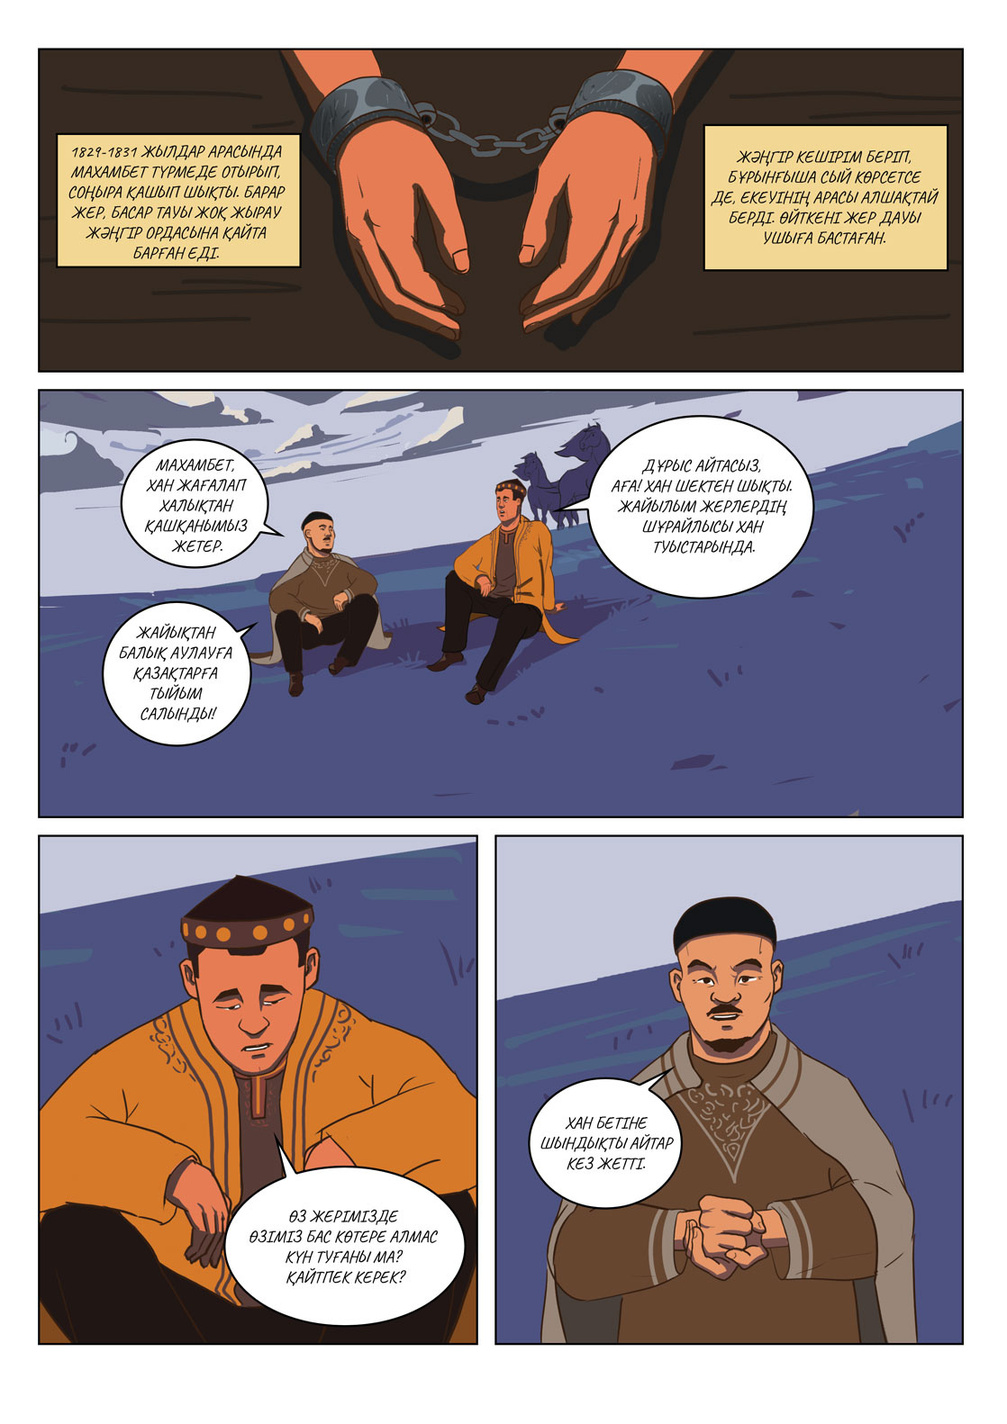 1829-1831 ЖЫЛДАР АРАСЫНДА
МАХАМБЕТ ТҮРМЕДЕ ОТЫРЫП,
СОҢЫРА ҚАШЫП ШЫҚТЫ. БАРАР
ЖЕР, БАСАР ТАУЫ ЖОҚ ЖЫРАУ
ЖӘҢГІР ОРДАСЫНА ҚАЙТА
БАРҒАН ЕДІ.
ЖӘҢГІР КЕШІРІМ БЕРІП,
БҰРЫНҒЫША СЫЙ КӨРСЕТСЕ
ДЕ, ЕКЕУІНІҢ АРАСЫ АЛШАҚТАЙ
БЕРДІ. ӨЙТКЕНІ ЖЕР ДАУЫ
УШЫҒА БАСТАҒАН.
МАХАМБЕТ,
ХАН ЖАҒАЛАП
ХАЛЫҚТАН
ҚАШҚАНЫМЫЗ
ЖЕТЕР.
ДҰРЫС АЙТАСЫЗ,
АҒА! ХАН ШЕКТЕН ШЫҚТЫ.
ЖАЙЫЛЫМ ЖЕРЛЕРДІҢ
ШҰРАЙЛЫСЫ ХАН
ТУЫСТАРЫНДА.
ЖАЙЫҚТАН
БАЛЫҚ АУЛАУҒА
ҚАЗАҚТАРҒА
ТЫЙЫМ
САЛЫНДЫ!
ӨЗ ЖЕРІМІЗДЕ
ӨЗІМІЗ БАС КӨТЕРЕ АЛМАС
КҮН ТУҒАНЫ МА?
ҚАЙТПЕК КЕРЕК?
ХАН БЕТІНЕ
ШЫНДЫҚТЫ АЙТАР
КЕЗ ЖЕТТІ.